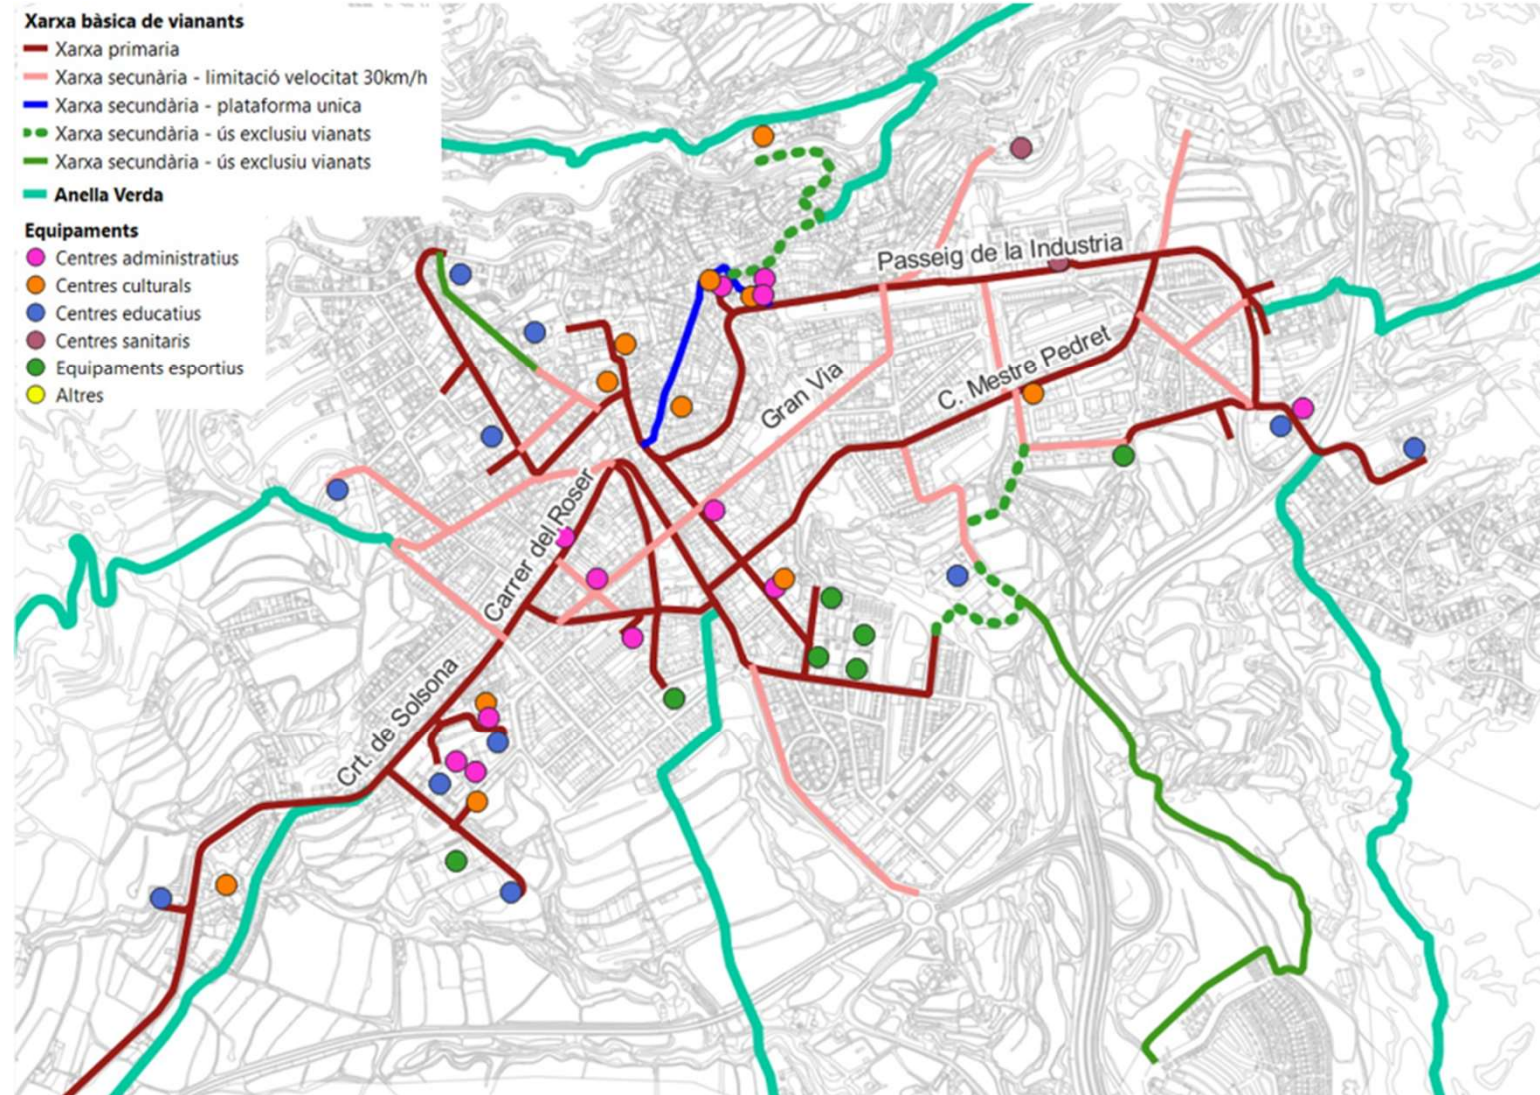 Xarxa bàsica de vianants
Xarxa primaria
Xarxa secunària - limitació velocitat 30km/h
Xarxa secundària - plataforma unica
Xarxa secundària - ús exclusiu vianats
Xarxa secundària - ús exclusiu vianats
Anella Verda
Equipaments
Centres administratius
Centres culturals
Centres educatius
Centres sanitaris
Equipaments esportius
Altres
Passeig de la Industria
C. Mestre Pedret
Gran Via
Carrer del Roser
Crt. de Solsona